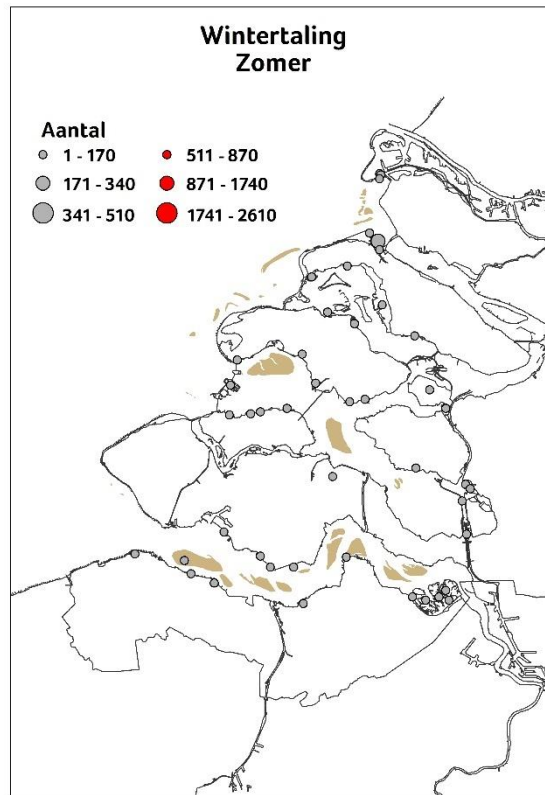 Wintertaling
Zomer
Aantal
1 - 170
511 - 870
171 - 340
871 - 1740
341 - 510
1741 - 2610